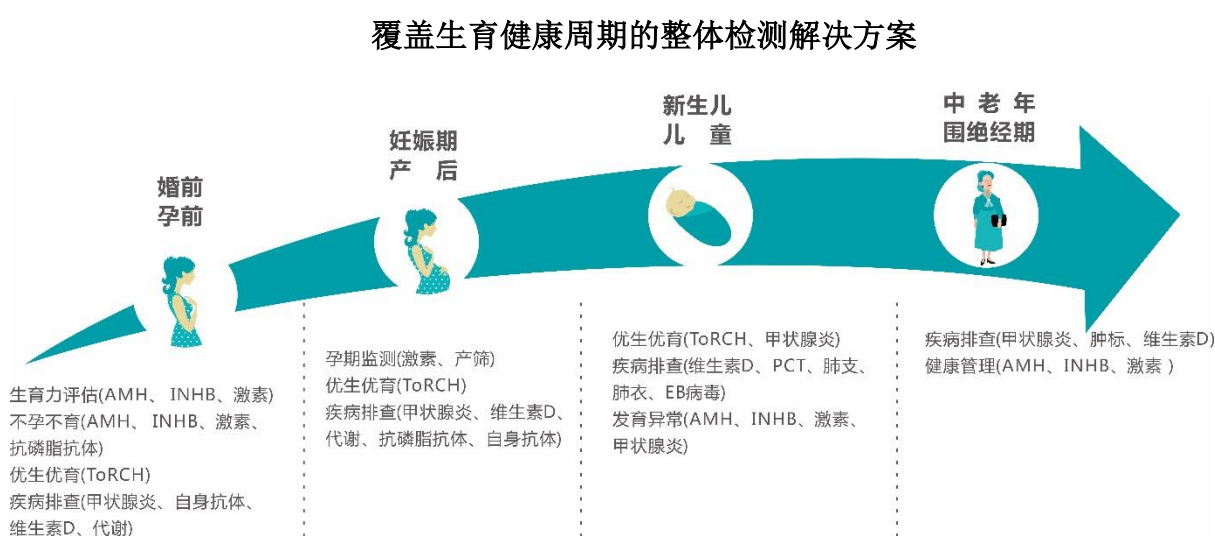 覆盖生育健康周期的整体检测解决方案
婚前
孕前
生育力评估(AMH、 INHB、激素)
不孕不育(AMH、 INHB、激素、
抗磷脂抗体)
优生优育(ToRCH)
疾病排查(甲状腺炎、自身抗体、
维生素D、代谢)
妊娠期
产 后
孕期监测(激素、产筛)
优生优育(ToRCH)
疾病排查(甲状腺炎、维生素D、
代谢、抗磷脂抗体、自身抗体)
新生儿
儿 童
优生优育(ToRCH、甲状腺炎)
疾病排查(维生素D、PCT、肺支、
肺衣、EB病毒)
发育异常(AMH、INHB、激素、
甲状腺炎)
中 老 年
围绝经期
疾病排查(甲状腺炎、肿标、维生素D)
健康管理(AMH、INHB、激素 )